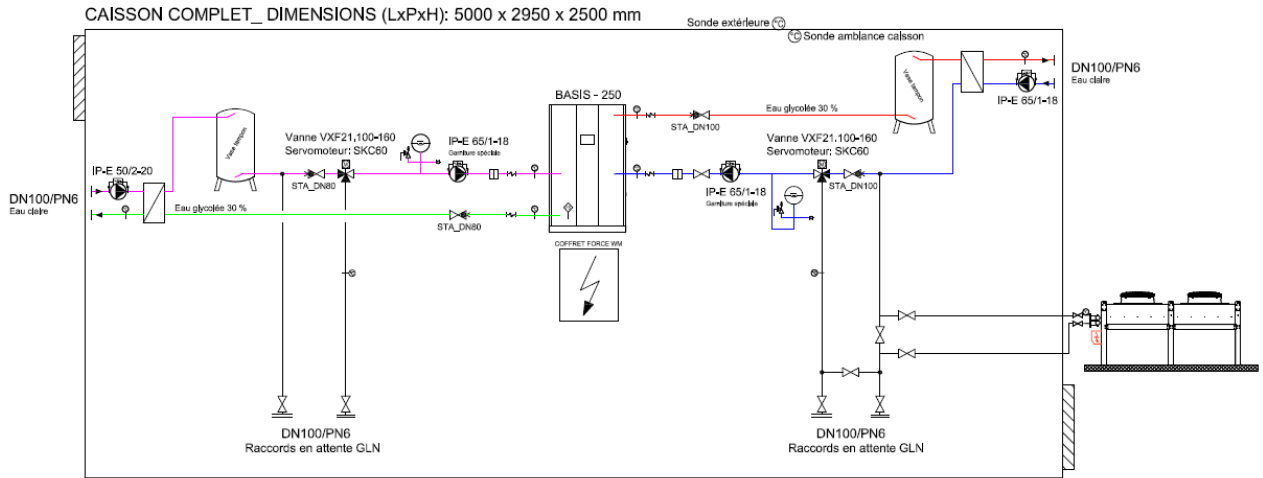 CAISSON COMPLET_ DIMENSIONS (LxPxH): 5000 x 2950 x 2500 mm
Sonde extérieure °C
°C Sonde ambiance caisson
DN100/PN6
Eau claire
IP-E 65/1-18
BASIS - 250
Eau glycolée 30 %
STA_DN100
Vase tampon
Vanne VXF21.100-160
Servomoteur: SKC60
IP-E 65/1-18
Garniture spéciale
Vanne VXF21.100-160
Servomoteur: SKC60
Vase tampon
IP-E 50/2-20
STA_DN80
IP-E 65/1-18
Garniture spéciale
STA_DN100
DN100/PN6
Eau claire
Eau glycolée 30 %
STA_DN80
COFFRET FORCE WM
DN100/PN6
Raccords en attente GLN
DN100/PN6
Raccords en attente GLN